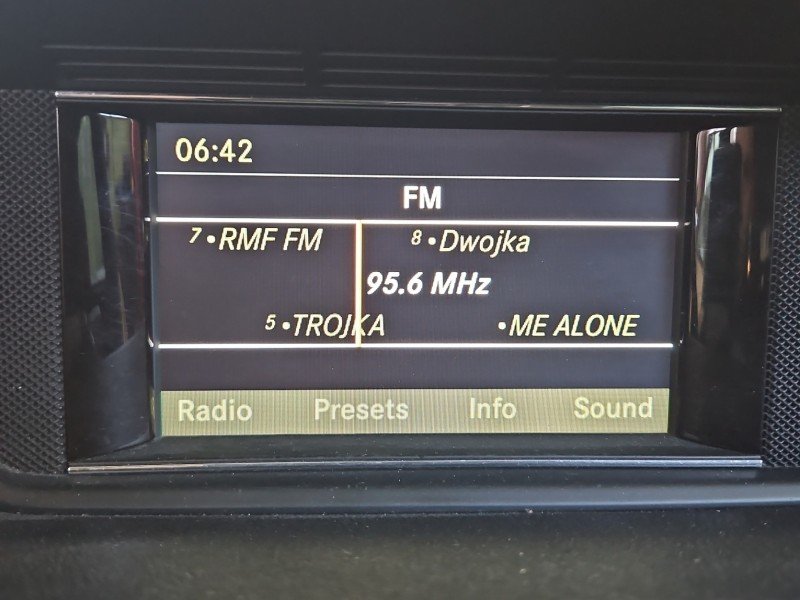 06:42
FM
7 •RMF FM 8 •Dwojka
95.6 MHz
5 •TROJKA •ME ALONE
Radio Presets Info Sound